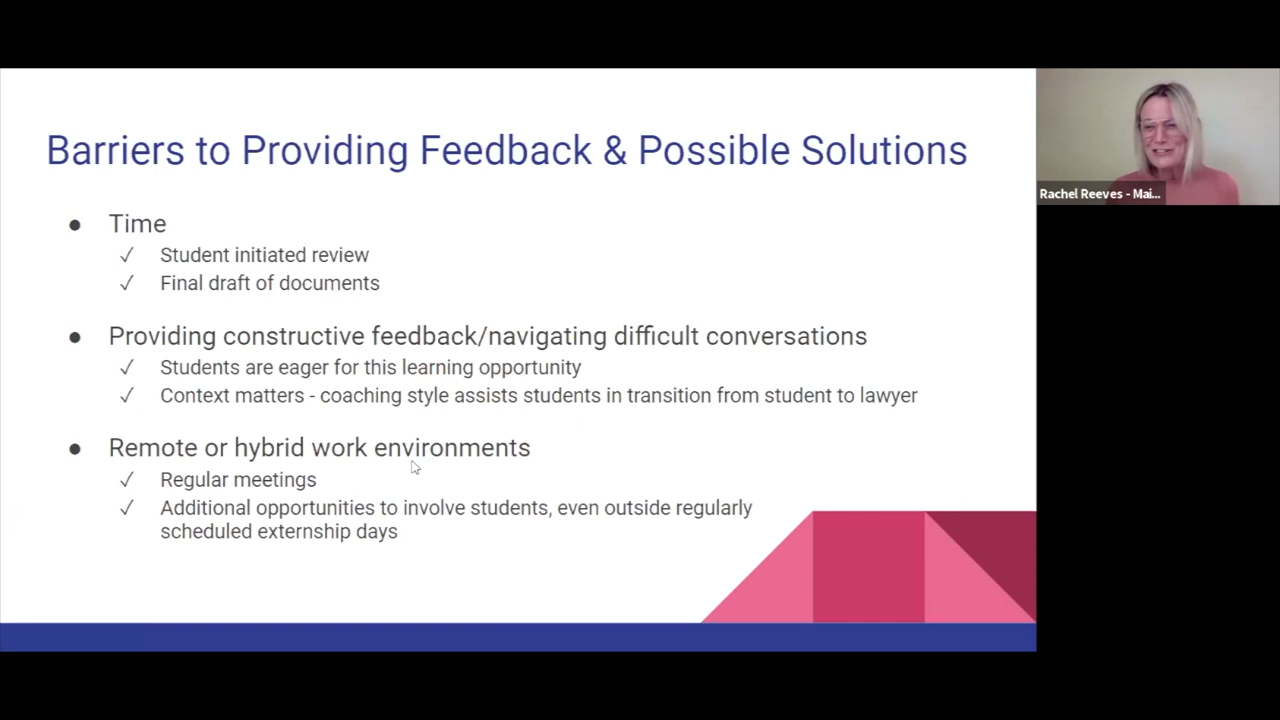 Barriers to Providing Feedback & Possible Solutions
● Time
✓ Student initiated review
✓ Final draft of documents
● Providing constructive feedback/navigating difficult conversations
✓ Students are eager for this learning opportunity
✓ Context matters - coaching style assists students in transition from student to lawyer
● Remote or hybrid work environments
✓ Regular meetings
✓ Additional opportunities to involve students, even outside regularly
scheduled externship days
Rachel Reeves - Mai...